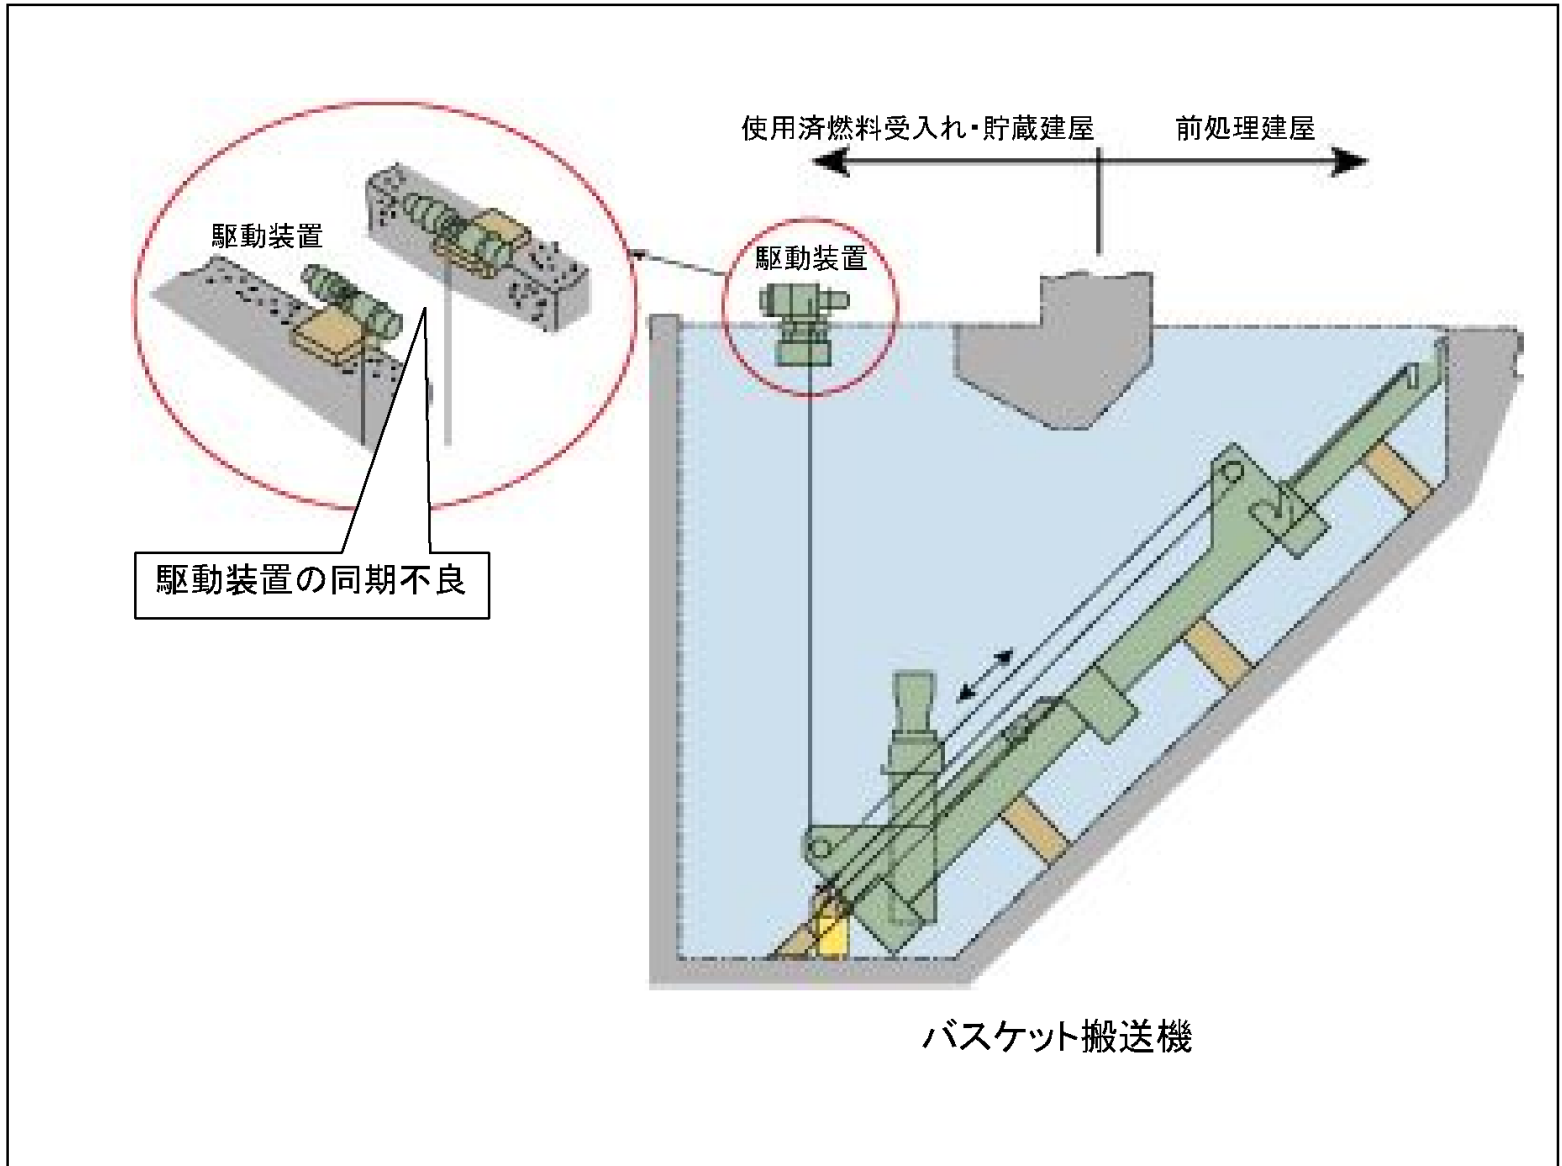 使用済燃料受入れ・貯蔵建屋
前処理建屋
駆動装置
駆動装置
駆動装置の同期不良
バスケット搬送機